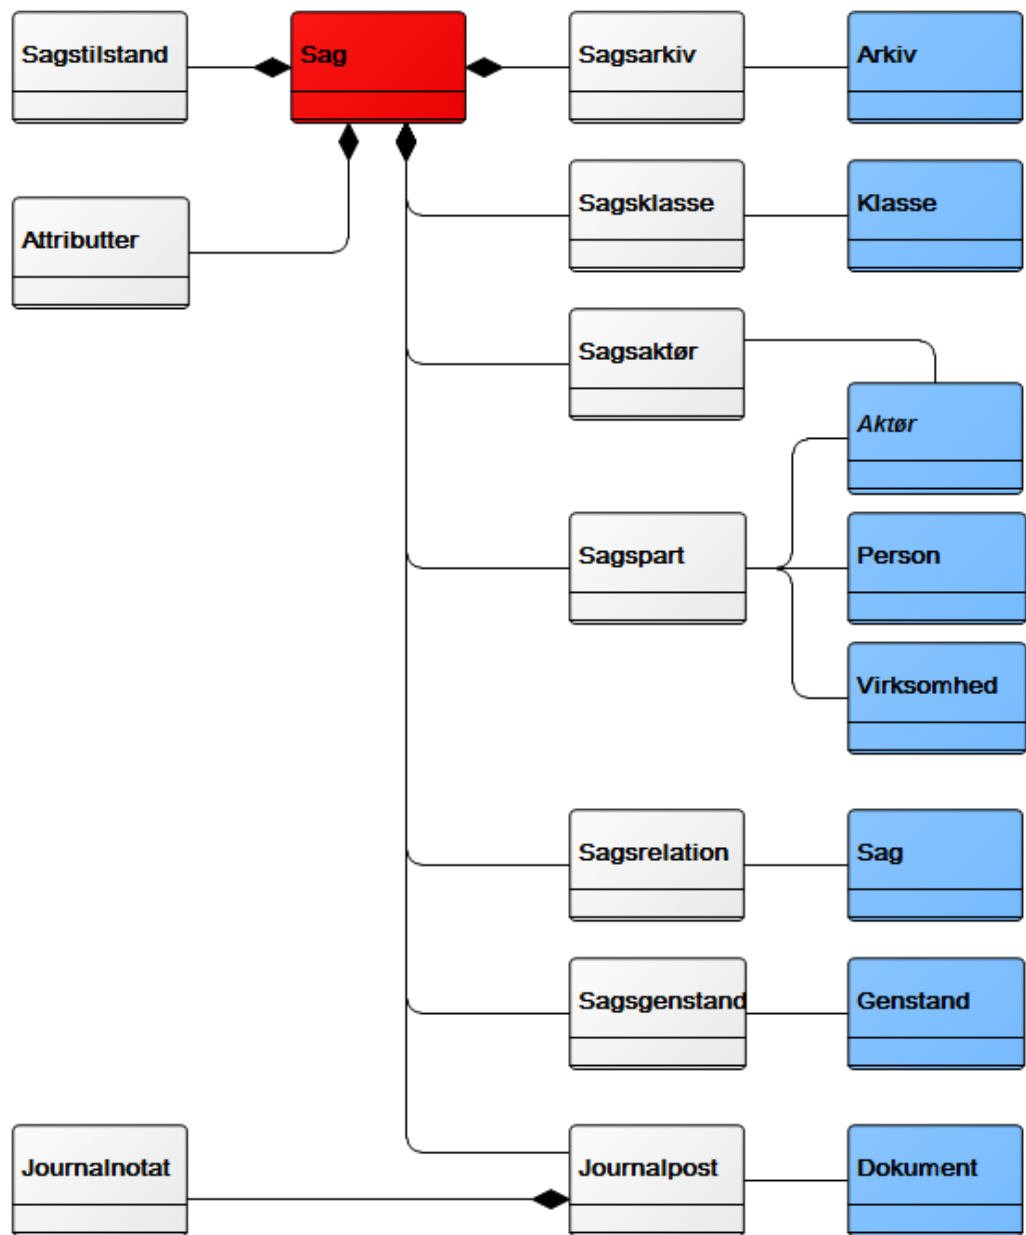 Sagstilstand
Sag
Sagsarkiv
Arkiv
Sagsklasse
Klasse
Attributter
Sagsaktør
Aktør
Sagspart
Person
Virksomhed
Sagsrelation
Sag
Sagsgenstand
Genstand
Journalnotat
Journalpost
Dokument